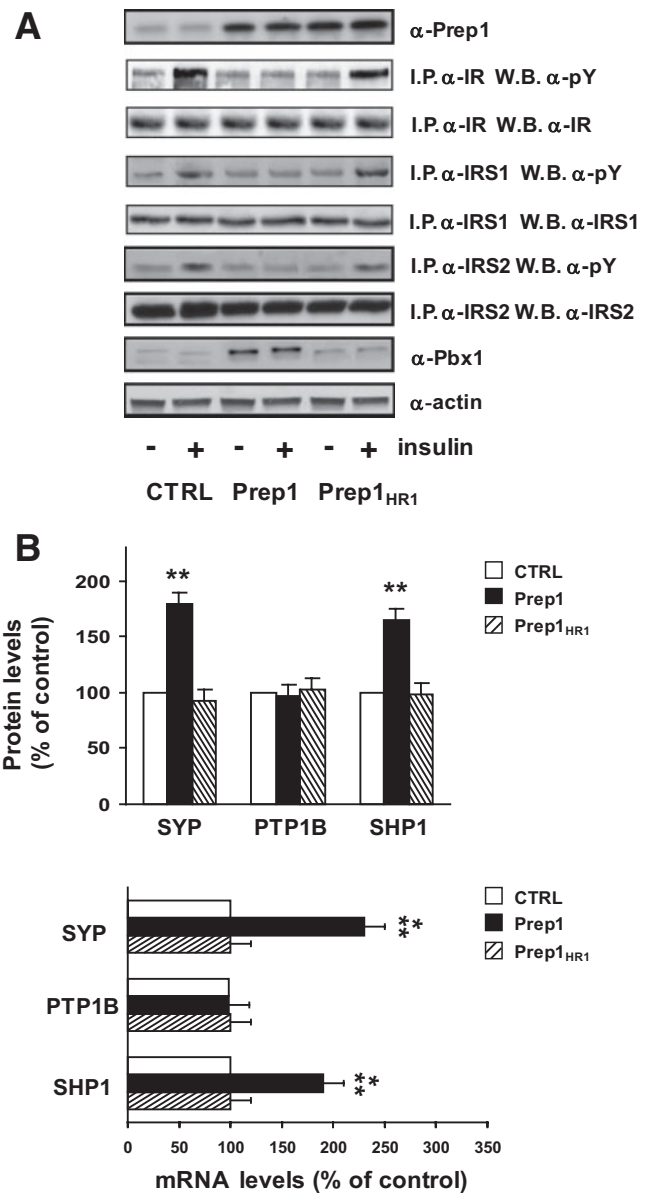 A
α-Prep1
I.P. α-IR W.B. α-pY
I.P. α-IR W.B. α-IR
I.P. α-IRS1 W.B. α-pY
I.P. α-IRS1 W.B. α-IRS1
I.P. α-IRS2 W.B. α-pY
I.P. α-IRS2 W.B. α-IRS2
α-Pbx1
α-actin
- + - + - + insulin
CTRL Prep1 Prep1HR1
B
Protein levels
(% of control)
200
150
100
50
0
** **
SYP PTP1B SHP1
CTRL
Prep1
Prep1HR1
SYP ***
PTP1B
SHP1 ***
CTRL
Prep1
Prep1HR1
0 50 100 150 200 250 300 350
mRNA levels (% of control)